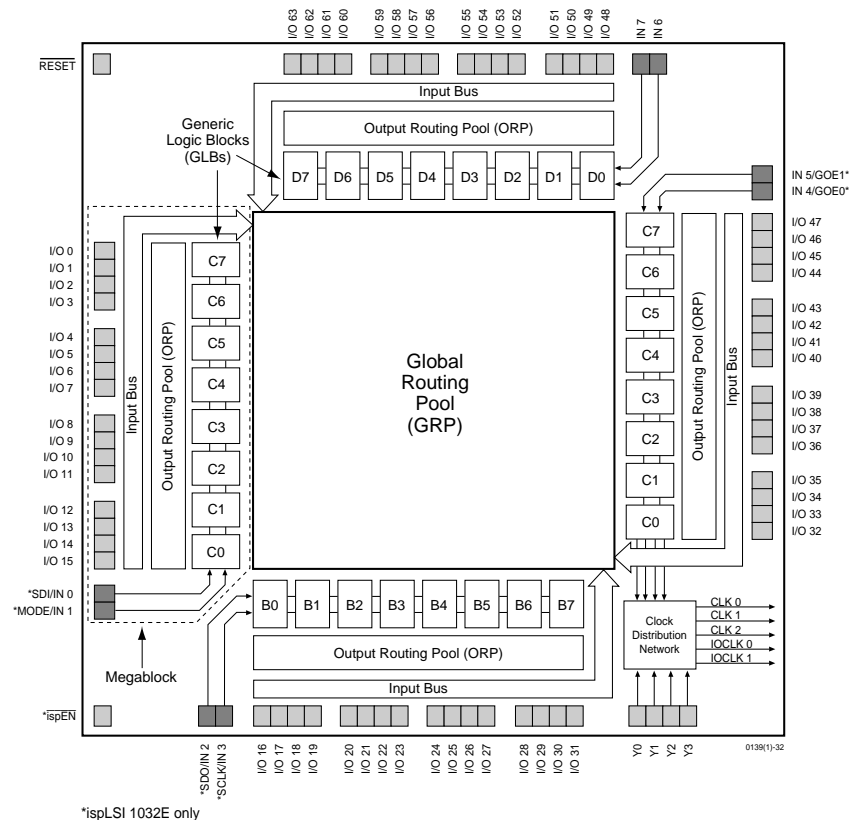 I/O 63
I/O 62
I/O 61
I/O 60
I/O 59
I/O 58
I/O 57
I/O 56
I/O 55
I/O 54
I/O 53
I/O 52
I/O 51
I/O 50
I/O 49
I/O 48
IN 7
IN 6
RESET
Input Bus
Output Routing Pool (ORP)
Generic
Logic Blocks
(GLBs)
D7
D6
D5
D4
D3
D2
D1
D0
IN 5/GOE1*
IN 4/GOE0*
I/O 0
I/O 1
I/O 2
I/O 3
I/O 4
I/O 5
I/O 6
I/O 7
I/O 8
I/O 9
I/O 10
I/O 11
I/O 12
I/O 13
I/O 14
I/O 15
*SDI/IN 0
*MODE/IN 1
Input Bus
Output Routing Pool (ORP)
C7
C6
C5
C4
C3
C2
C1
C0
Megablock
Global
Routing
Pool
(GRP)
C7
C6
C5
C4
C3
C2
C1
C0
Output Routing Pool (ORP)
Input Bus
I/O 47
I/O 46
I/O 45
I/O 44
I/O 43
I/O 42
I/O 41
I/O 40
I/O 39
I/O 38
I/O 37
I/O 36
I/O 35
I/O 34
I/O 33
I/O 32
B0
B1
B2
B3
B4
B5
B6
B7
Output Routing Pool (ORP)
Input Bus
Clock
Distribution
Network
CLK 0
CLK 1
CLK 2
IOCLK 0
IOCLK 1
*ispEN
*SDO/IN 2
*SCLK/IN 3
I/O 16
I/O 17
I/O 18
I/O 19
I/O 20
I/O 21
I/O 22
I/O 23
I/O 24
I/O 25
I/O 26
I/O 27
I/O 28
I/O 29
I/O 30
I/O 31
Y0
Y1
Y2
Y3
0139(1)-32
*ispLSI 1032E only